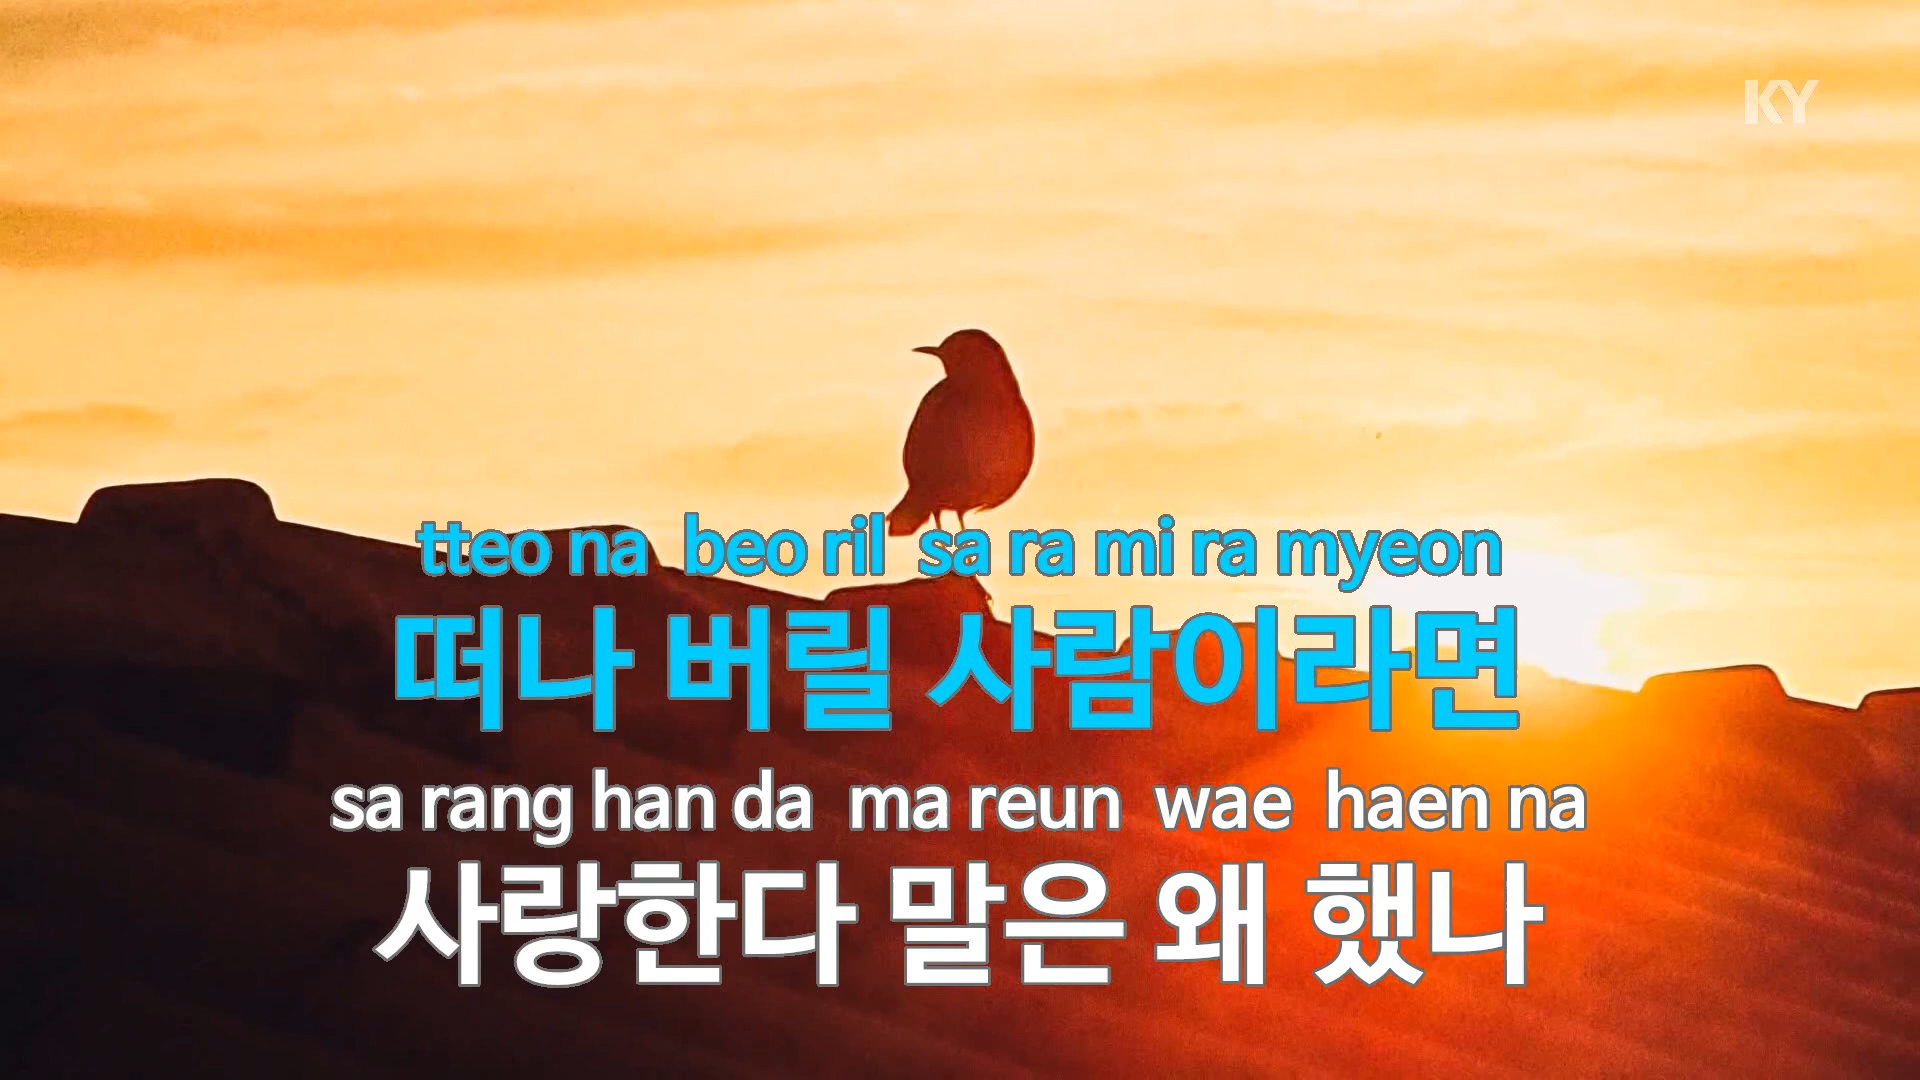 KY
tteo na beo ril sa ra mi ra myeon
떠나 버릴 사람이라면
sa rang han da ma reun wae haen na
사랑한다 말은 왜 했나